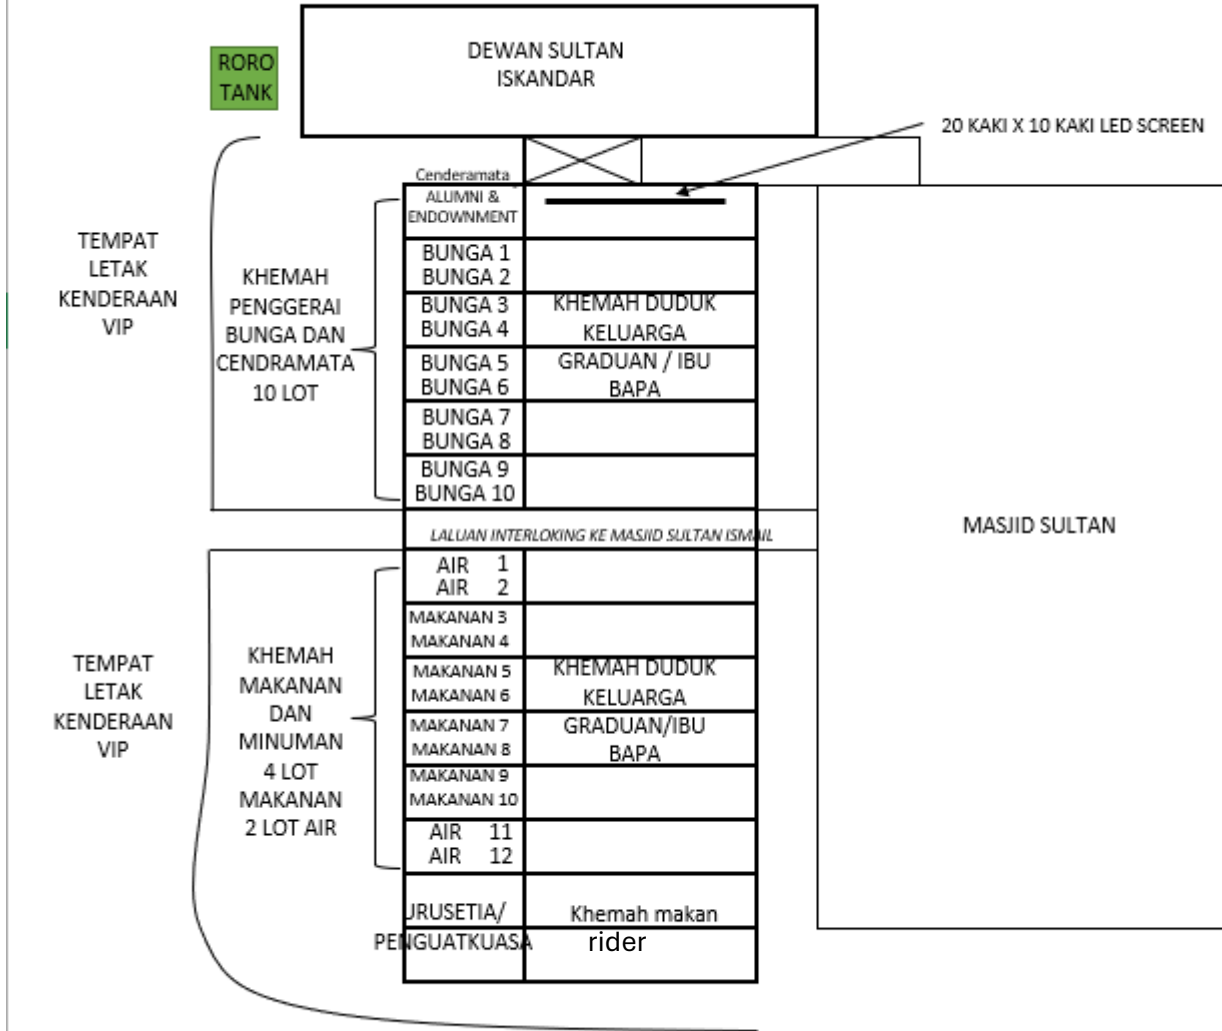 DEWAN SULTAN
ISKANDAR
RORO
TANK
20 KAKI X 10 KAKI LED SCREEN
Cenderamata
ALUMNI &
ENDOWNMENT
TEMPAT
LETAK
KENDERAAN
VIP
KHEMAH
PENGGERAI
BUNGA DAN
CENDRAMATA
10 LOT
BUNGA 1
BUNGA 2
BUNGA 3
BUNGA 4
BUNGA 5
BUNGA 6
BUNGA 7
BUNGA 8
BUNGA 9
BUNGA 10
KHEMAH DUDUK
KELUARGA
GRADUAN / IBU
BAPA
LALUAN INTERLOKING KE MASJID SULTAN ISMAIL
MASJID SULTAN
TEMPAT
LETAK
KENDERAAN
VIP
KHEMAH
MAKANAN
DAN
MINUMAN
4 LOT
MAKANAN
2 LOT AIR
AIR 1
AIR 2
MAKANAN 3
MAKANAN 4
MAKANAN 5
MAKANAN 6
MAKANAN 7
MAKANAN 8
MAKANAN 9
MAKANAN 10
AIR 11
AIR 12
KHEMAH DUDUK
KELUARGA
GRADUAN/IBU
BAPA
URUSETIA/
PENGUATKUASA
Khemah makan
rider